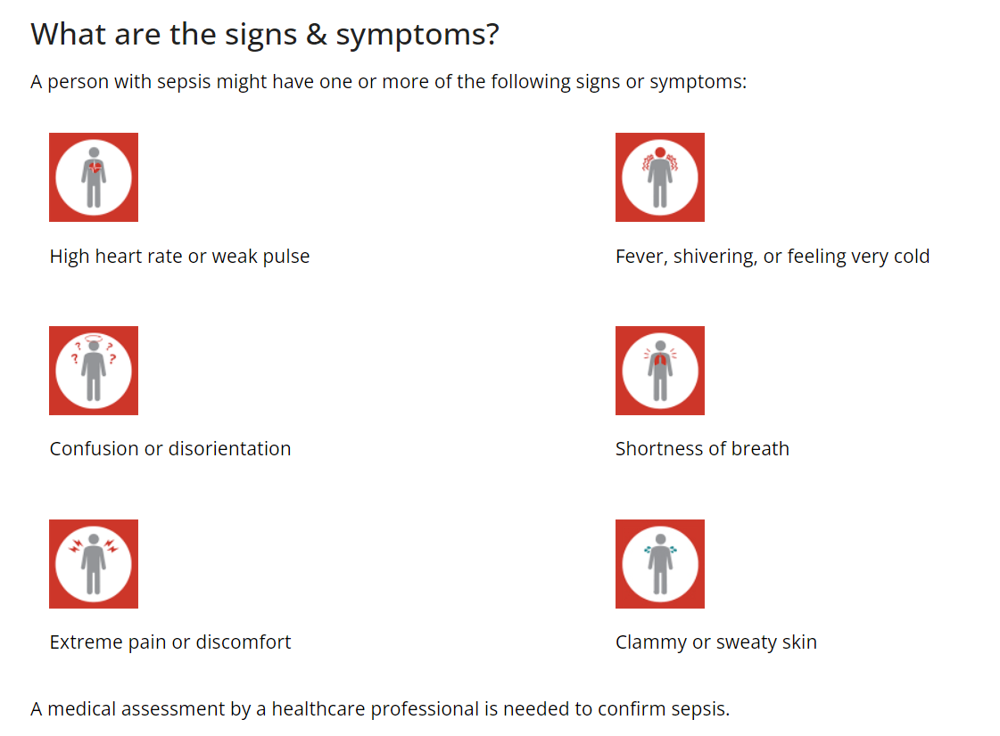 What are the signs & symptoms?
A person with sepsis might have one or more of the following signs or symptoms:
High heart rate or weak pulse
Fever, shivering, or feeling very cold
? ?
? ?
Confusion or disorientation
Shortness of breath
Extreme pain or discomfort
Clammy or sweaty skin
A medical assessment by a healthcare professional is needed to confirm sepsis.